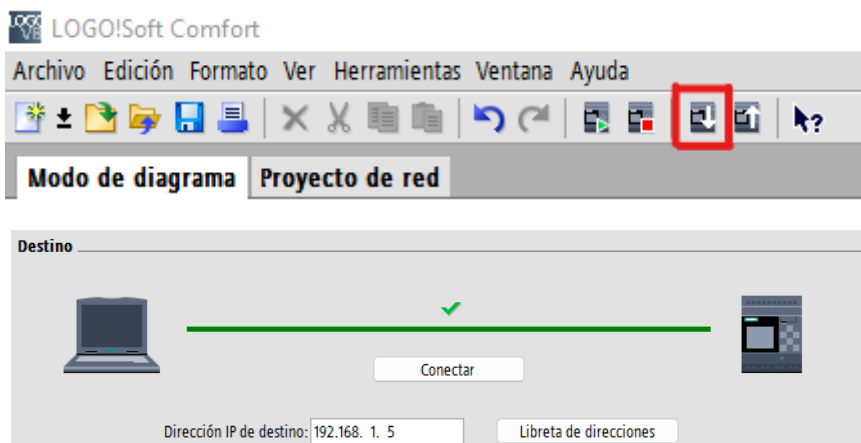 LOGO!Soft Comfort
Archivo Edición Formato Ver Herramientas Ventana Ayuda
Modo de diagrama Proyecto de red
Destino
Conectar
Dirección IP de destino: 192.168. 1. 5 Libreta de direcciones